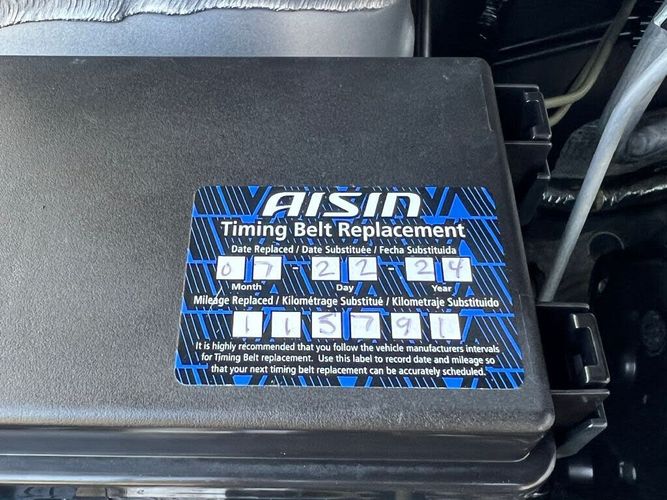 AISIN
Timing Belt Replacement
Date Replaced / Date Substituée / Fecha Substituida
07-22-24
Month Day Year
Mileage Replaced / Kilométrage Substitué / Kilometraje Substituido
115791
It is highly recommended that you follow the vehicle manufacturers intervals
for Timing Belt replacement. Use this label to record date and mileage so
that your next timing belt replacement can be accurately scheduled.